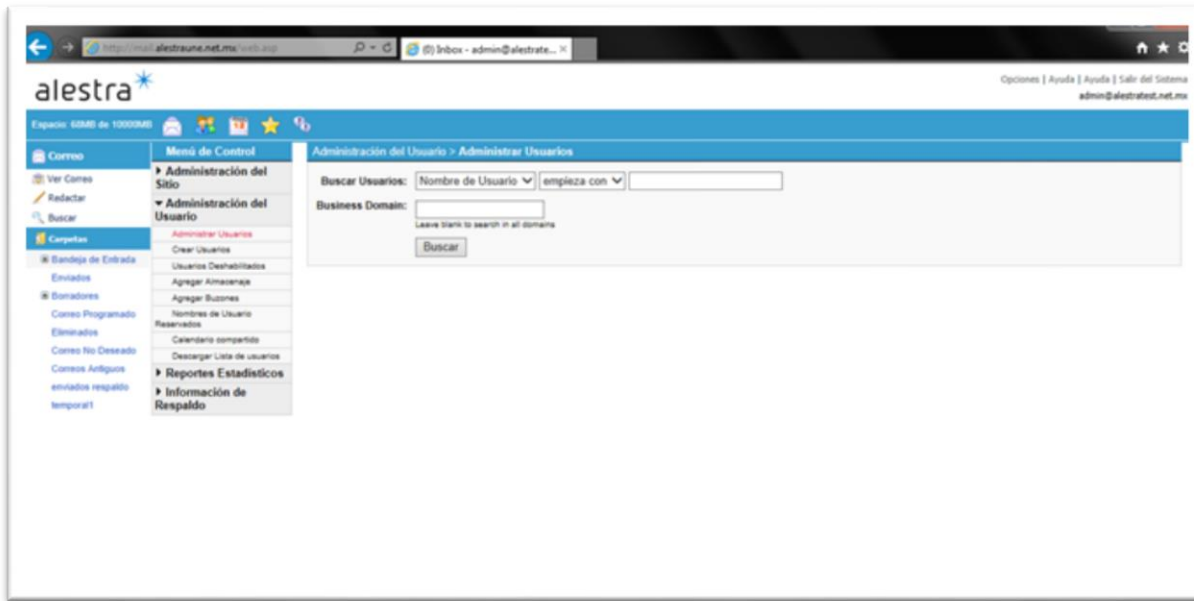 http://mail.alestraune.net.mx/web.asp
(0) Inbox - admin@alestrate...
alestra
Opciones | Ayuda | Ayuda | Salir del Sistema
admin@alestratest.net.mx
Espacio: 68MB de 10000MB
Correo
Ver Correo
Redactar
Buscar
Carpetas
Bandeja de Entrada
Enviados
Borradores
Correo Programado
Eliminados
Correo No Deseado
Correos Antiguos
enviados respaldo
temporal1
Menú de Control
Administración del
Sitio
Administración del
Usuario
Administrar Usuarios
Crear Usuarios
Usuarios Deshabilitados
Agregar Almacenaje
Agregar Buzones
Nombres de Usuario
Reservados
Calendario compartido
Descargar Lista de usuarios
Reportes Estadísticos
Información de
Respaldo
Administración del Usuario > Administrar Usuarios
Buscar Usuarios: Nombre de Usuario empieza con
Business Domain:
Leave blank to search in all domains
Buscar